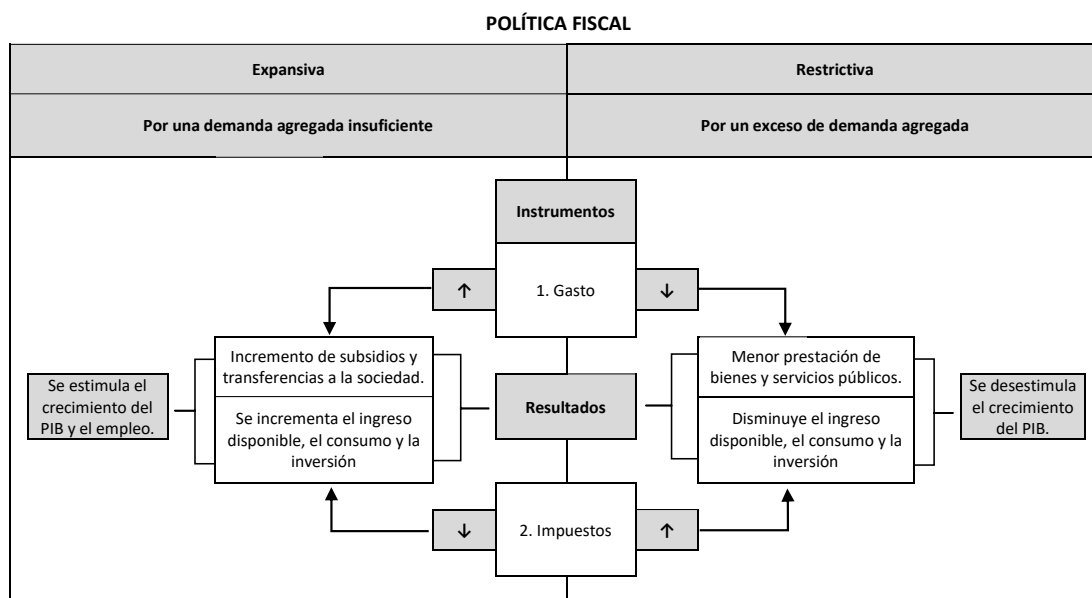 POLÍTICA FISCAL
Expansiva
Restrictiva
Por una demanda agregada insuficiente
Por un exceso de demanda agregada
Instrumentos
↑
1. Gasto
↓
Incremento de subsidios y
transferencias a la sociedad.
Menor prestación de
bienes y servicios públicos.
Se estimula el
crecimiento del
PIB y el empleo.
Resultados
Se desestimula
el crecimiento
del PIB.
Se incrementa el ingreso
disponible, el consumo y la
inversión
Disminuye el ingreso
disponible, el consumo y la
inversión
↓
2. Impuestos
↑